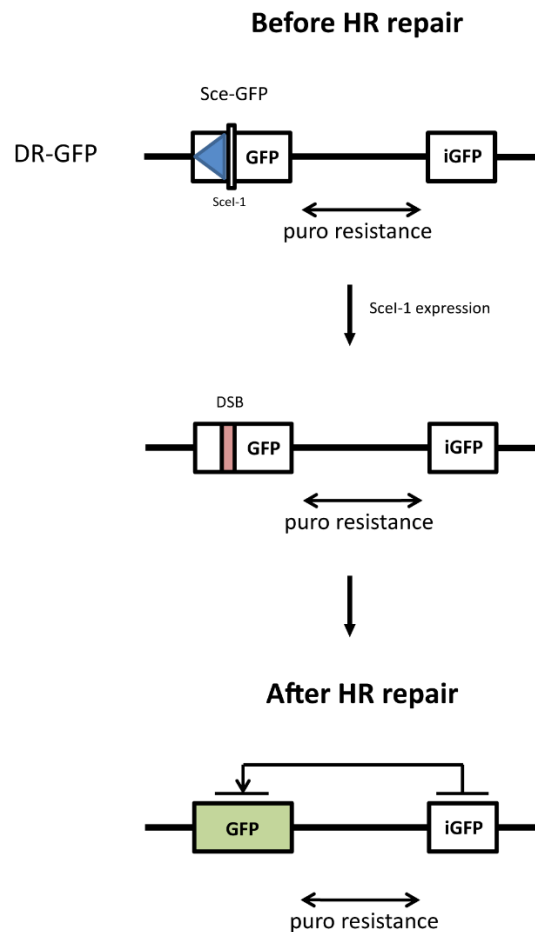 Before HR repair
Sce-GFP
DR-GFP
GFP
iGFP
SceI-1
puro resistance
SceI-1 expression
DSB
GFP
iGFP
puro resistance
After HR repair
GFP
iGFP
puro resistance